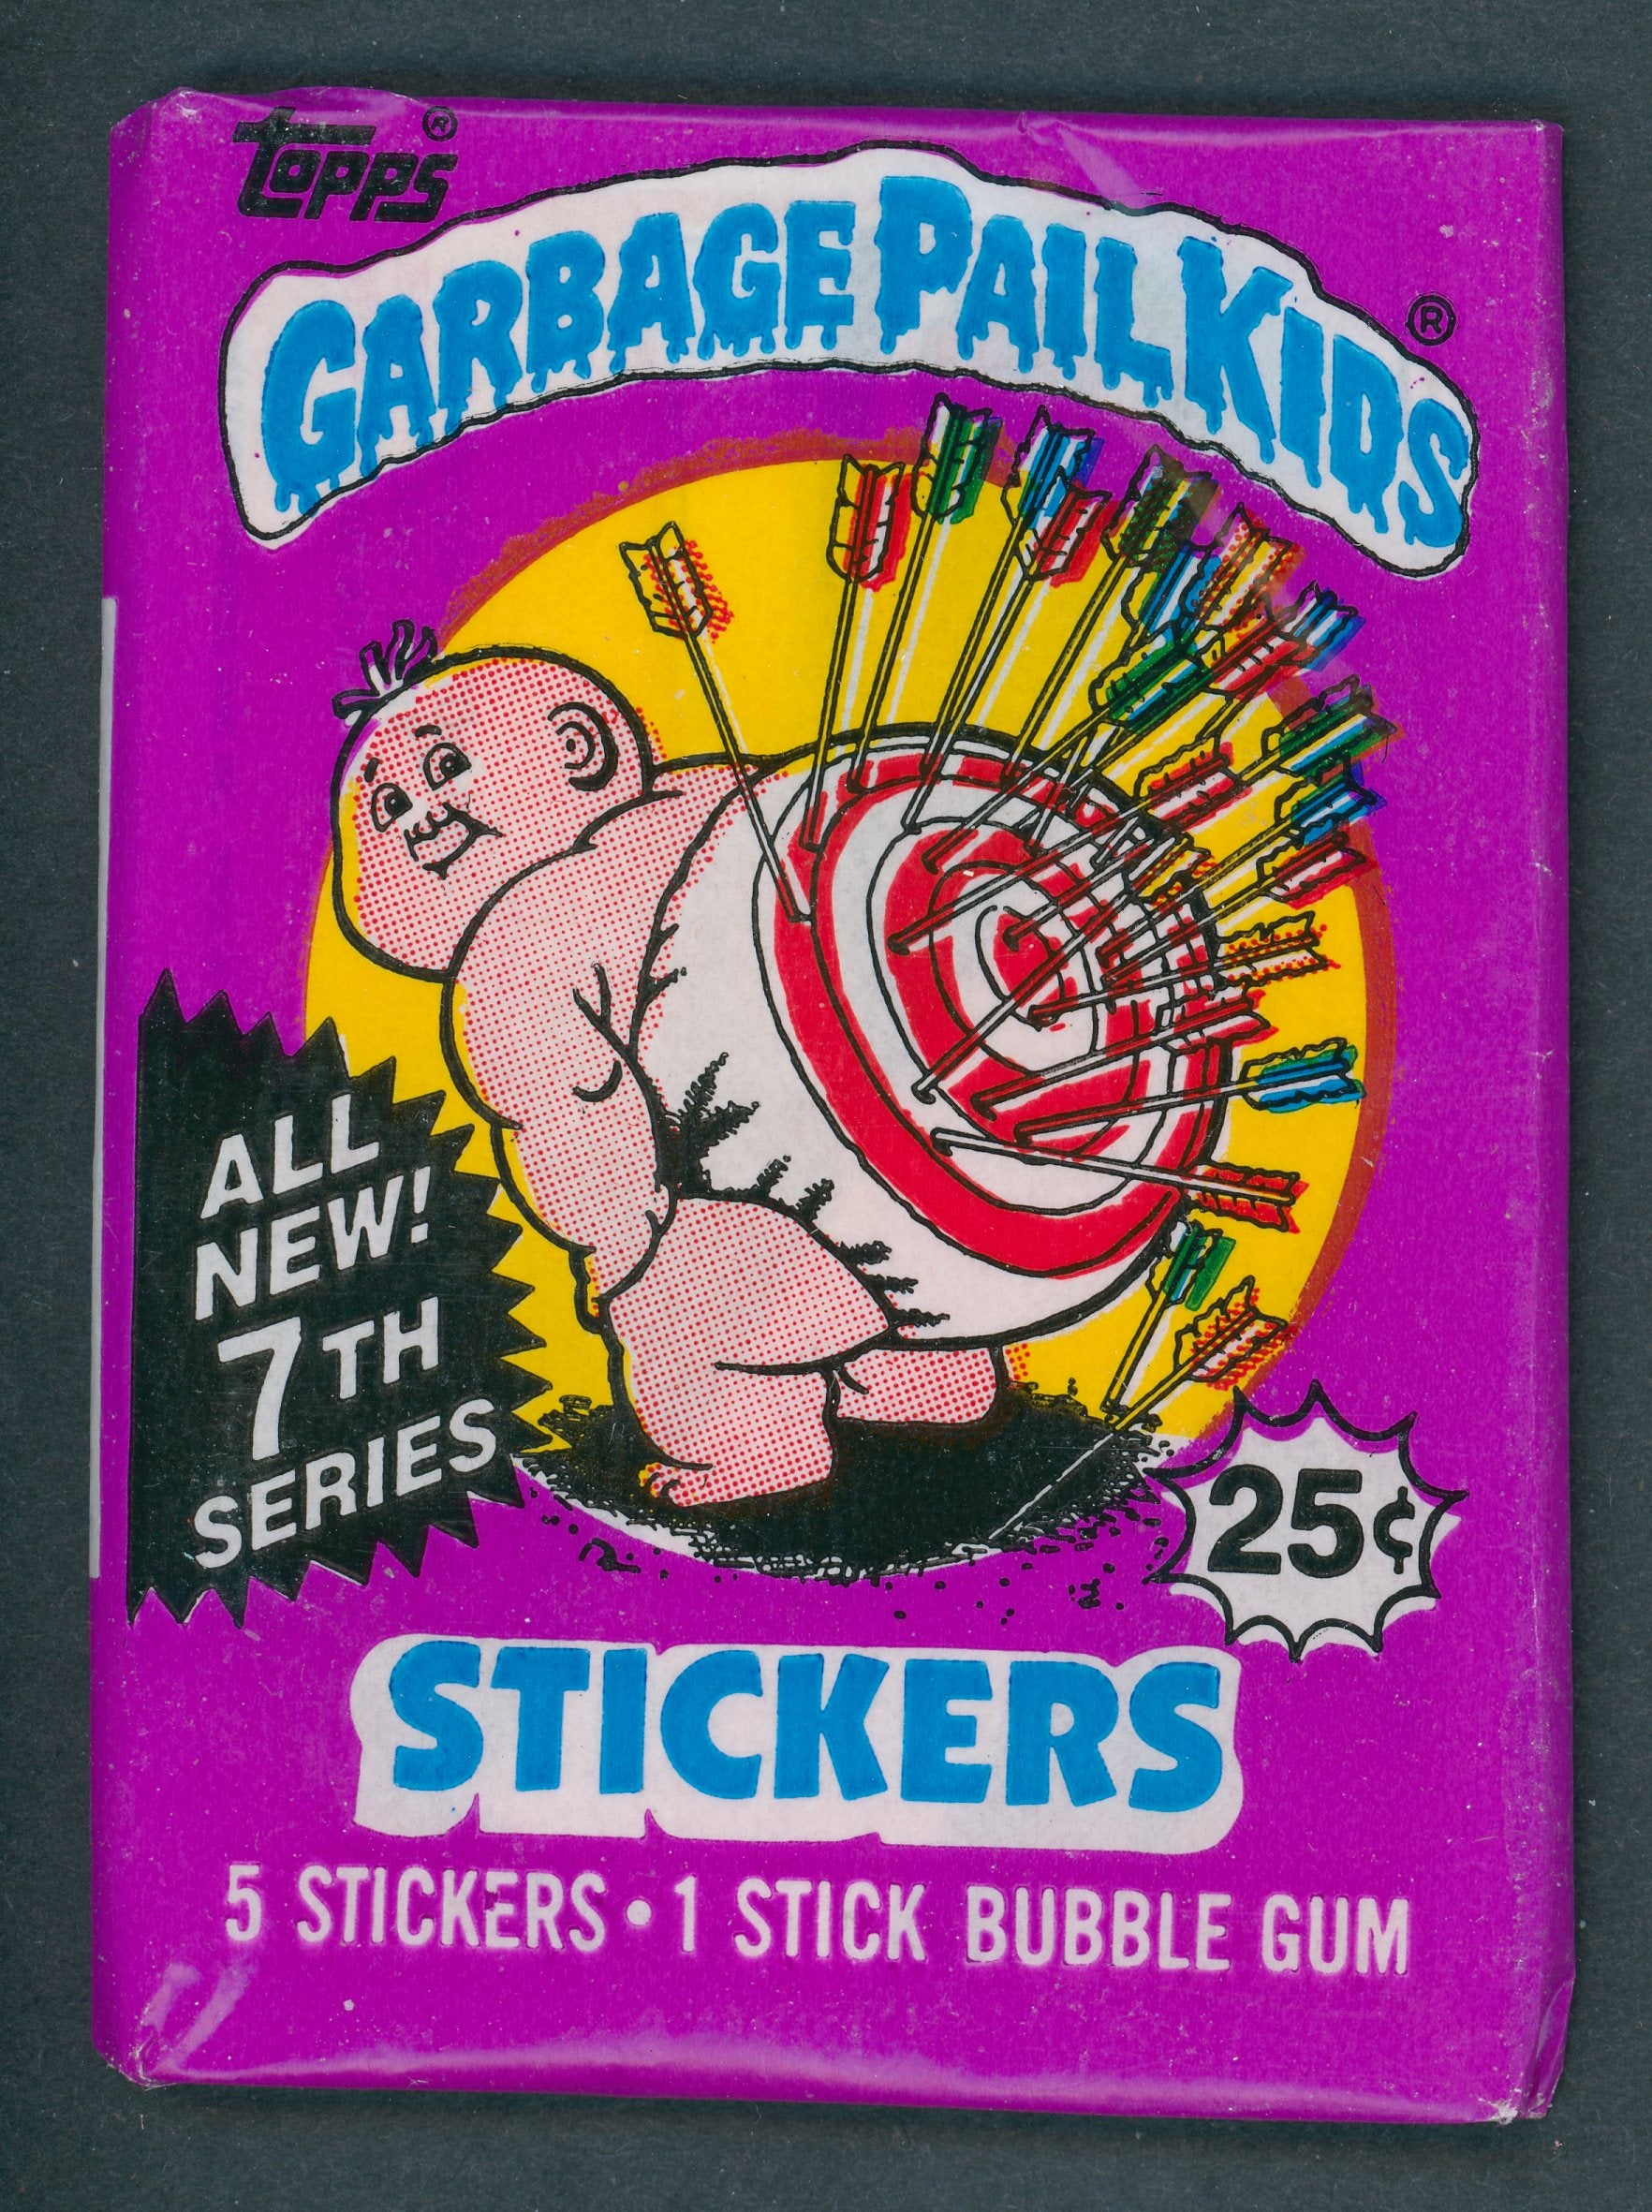 TOPPS®
GARBAGE PAIL KIDS®
ALL
NEW!
7TH
SERIES
25¢
STICKERS
5 STICKERS • 1 STICK BUBBLE GUM